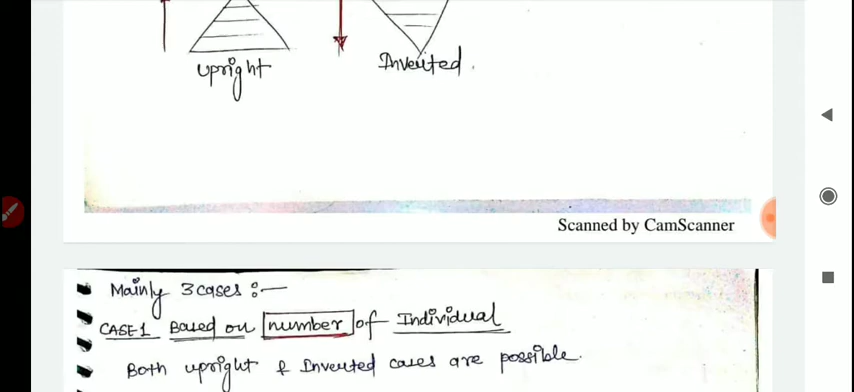 upright Inverted.
Scanned by CamScanner
Mainly 3 cases :-
CASE-1 Based on number of Individual
Both upright & Inverted cases are possible.